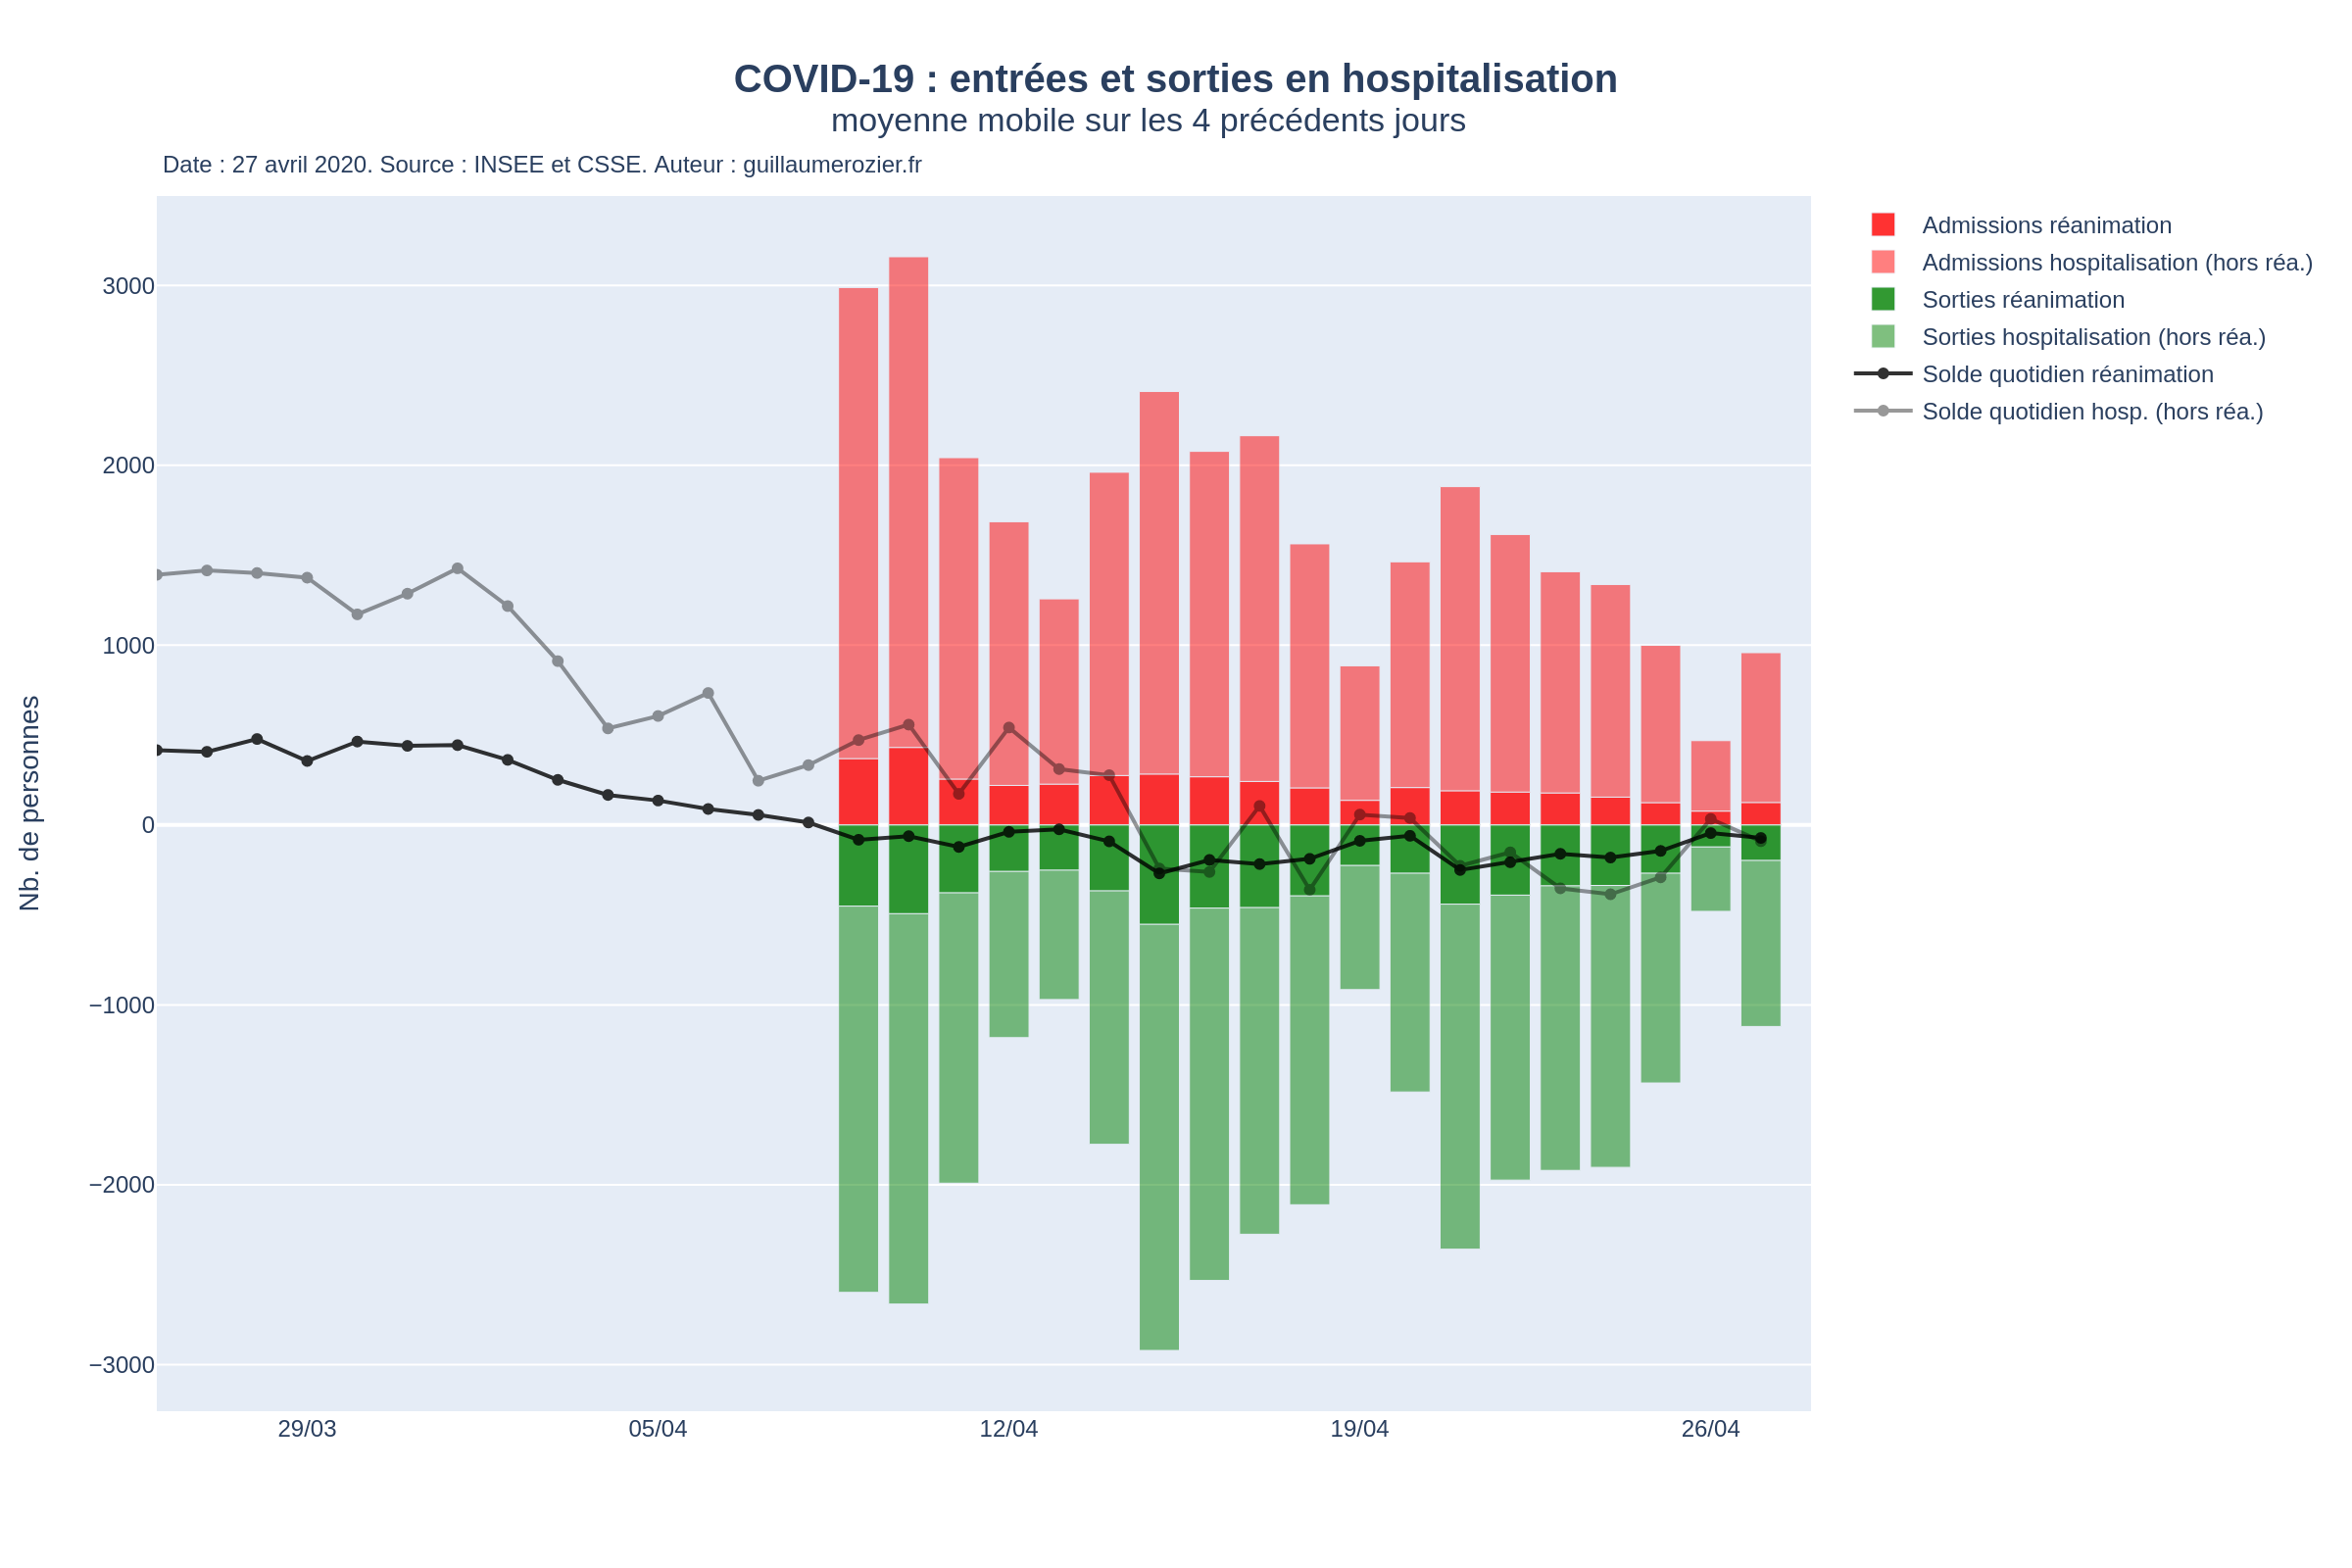 COVID-19 : entrées et sorties en hospitalisation
moyenne mobile sur les 4 précédents jours
Date : 27 avril 2020. Source : INSEE et CSSE. Auteur : guillaumerozier.fr
Admissions réanimation
Admissions hospitalisation (hors réa.)
Sorties réanimation
Sorties hospitalisation (hors réa.)
Solde quotidien réanimation
Solde quotidien hosp. (hors réa.)
Nb. de personnes
3000
2000
1000
0
−1000
−2000
−3000
29/03
05/04
12/04
19/04
26/04